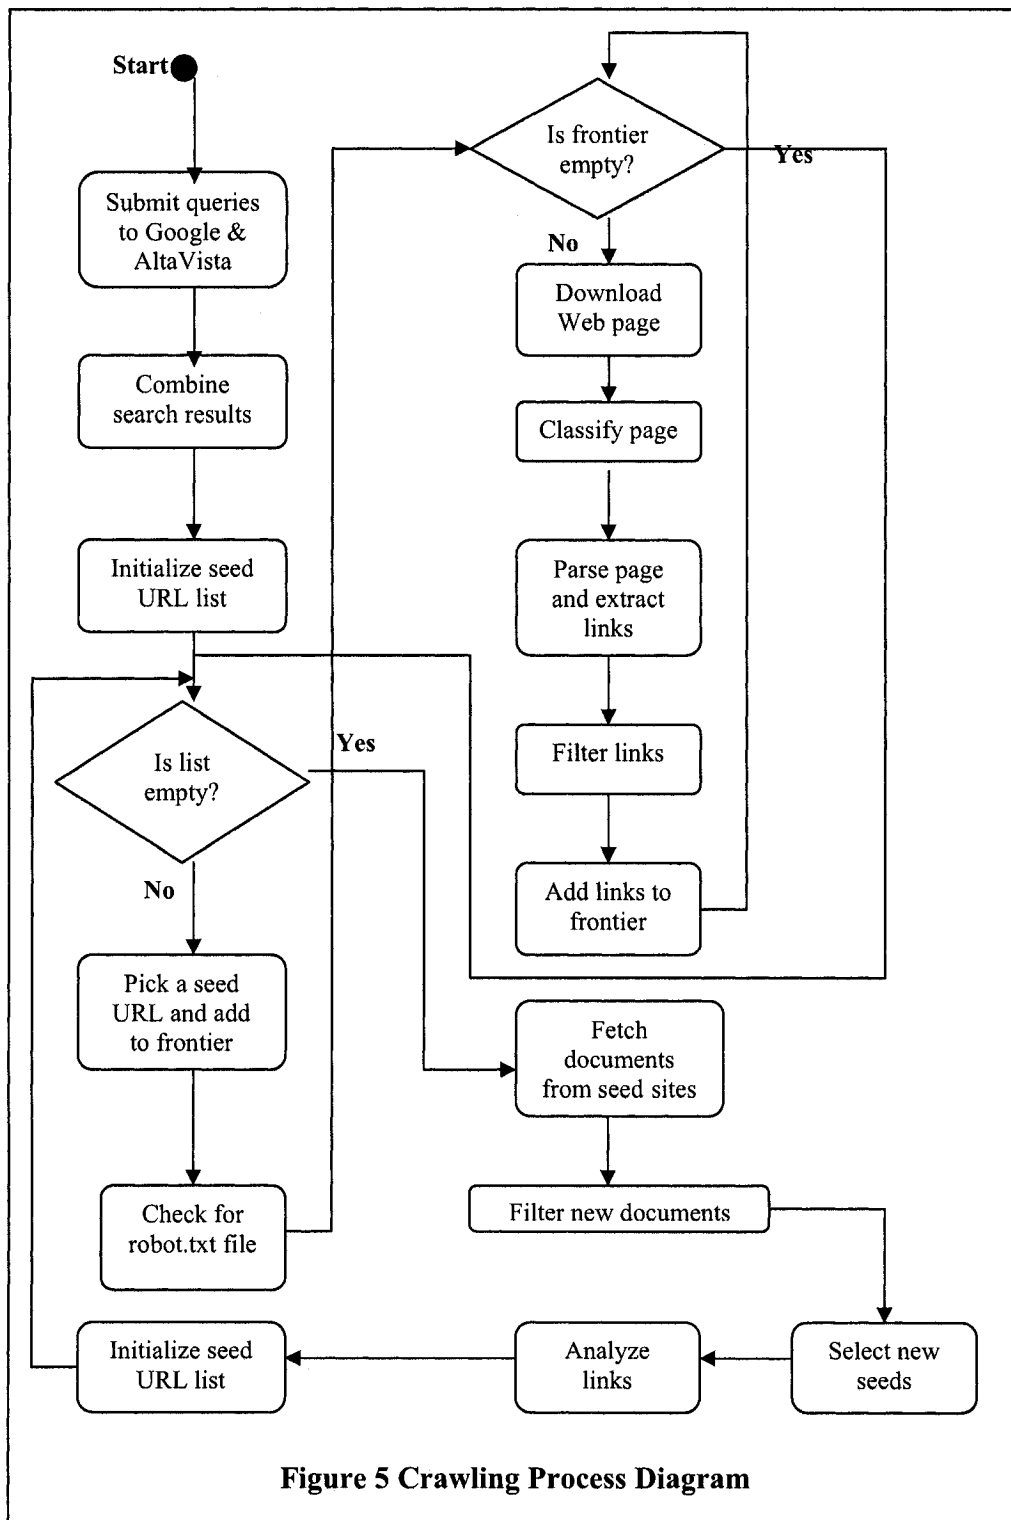 Start
Submit queries
to Google &
AltaVista
Combine
search results
Initialize seed
URL list
Is list
empty?
Yes
No
Pick a seed
URL and add
to frontier
Check for
robot.txt file
Is frontier
empty?
Yes
No
Download
Web page
Classify page
Parse page
and extract
links
Filter links
Add links to
frontier
Fetch
documents
from seed sites
Filter new documents
Select new
seeds
Analyze
links
Initialize seed
URL list
Figure 5 Crawling Process Diagram